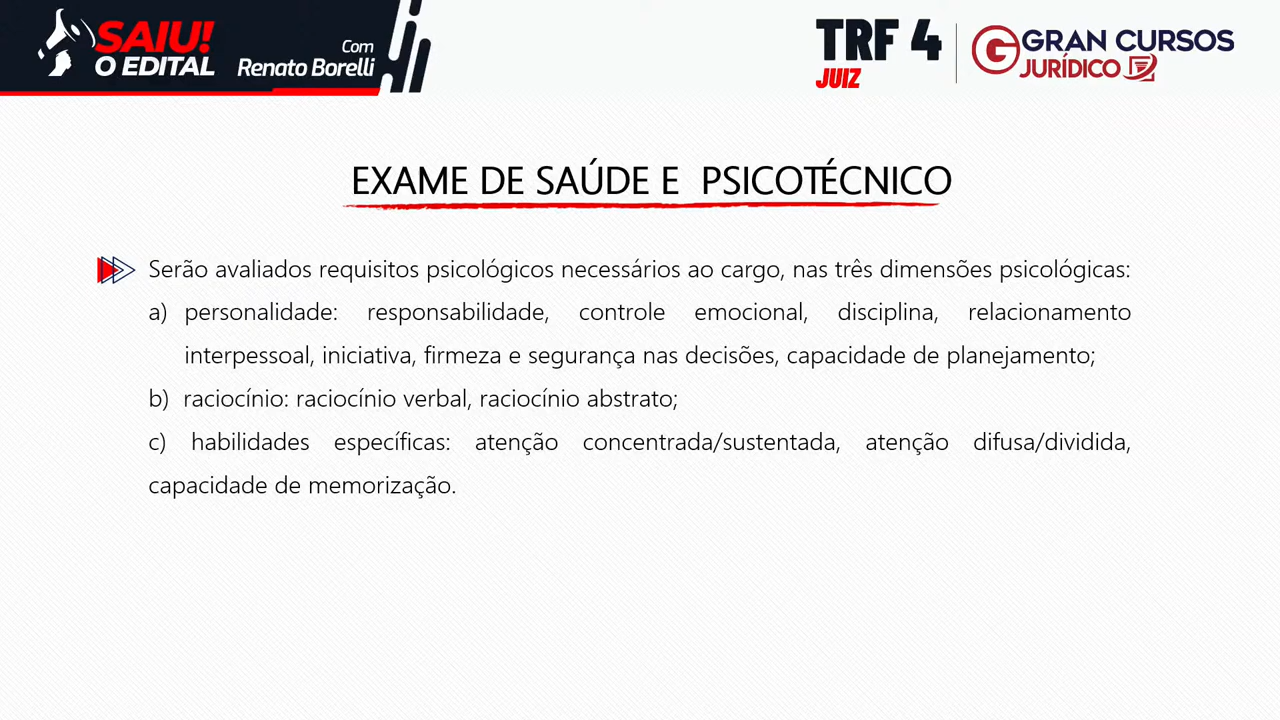 SAIU!
O EDITAL
Com
Renato Borelli
TRF 4
JUIZ
GRAN CURSOS
JURÍDICO
EXAME DE SAÚDE E PSICOTÉCNICO
Serão avaliados requisitos psicológicos necessários ao cargo, nas três dimensões psicológicas:
a) personalidade: responsabilidade, controle emocional, disciplina, relacionamento
interpessoal, iniciativa, firmeza e segurança nas decisões, capacidade de planejamento;
b) raciocínio: raciocínio verbal, raciocínio abstrato;
c) habilidades específicas: atenção concentrada/sustentada, atenção difusa/dividida,
capacidade de memorização.